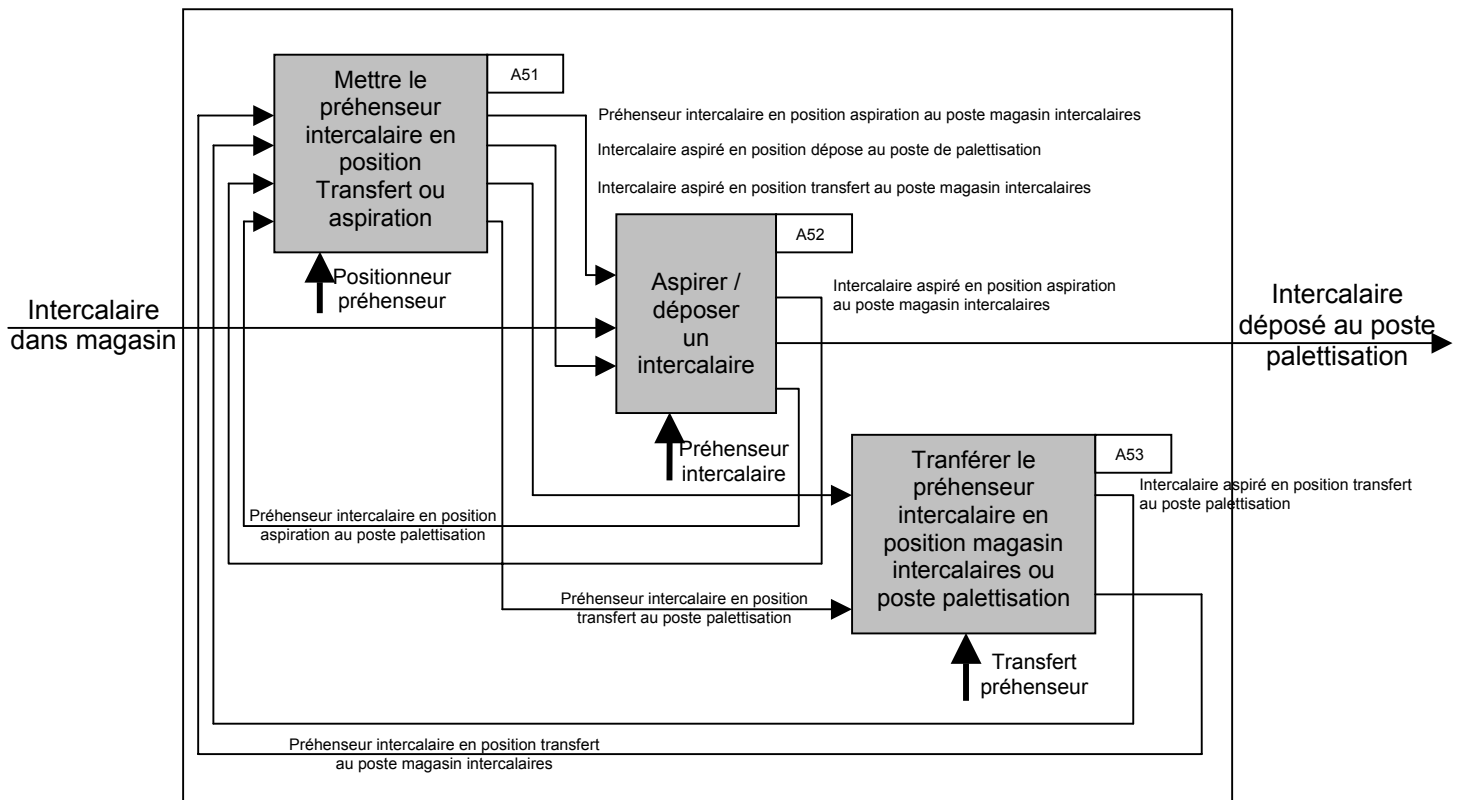 Mettre le
préhenseur
intercalaire en
position
Transfert ou
aspiration
A51
Préhenseur intercalaire en position aspiration au poste magasin intercalaires
Intercalaire aspiré en position dépose au poste de palettisation
Intercalaire aspiré en position transfert au poste magasin intercalaires
Positionneur
préhenseur
A52
Aspirer /
déposer
un
intercalaire
Intercalaire aspiré en position aspiration
au poste magasin intercalaires
Intercalaire
dans magasin
Intercalaire
déposé au poste
palettisation
Préhenseur
intercalaire
A53
Tranférer le
préhenseur
intercalaire en
position magasin
intercalaires ou
poste palettisation
Intercalaire aspiré en position transfert
au poste palettisation
Préhenseur intercalaire en position
aspiration au poste palettisation
Préhenseur intercalaire en position
transfert au poste palettisation
Transfert
préhenseur
Préhenseur intercalaire en position transfert
au poste magasin intercalaires